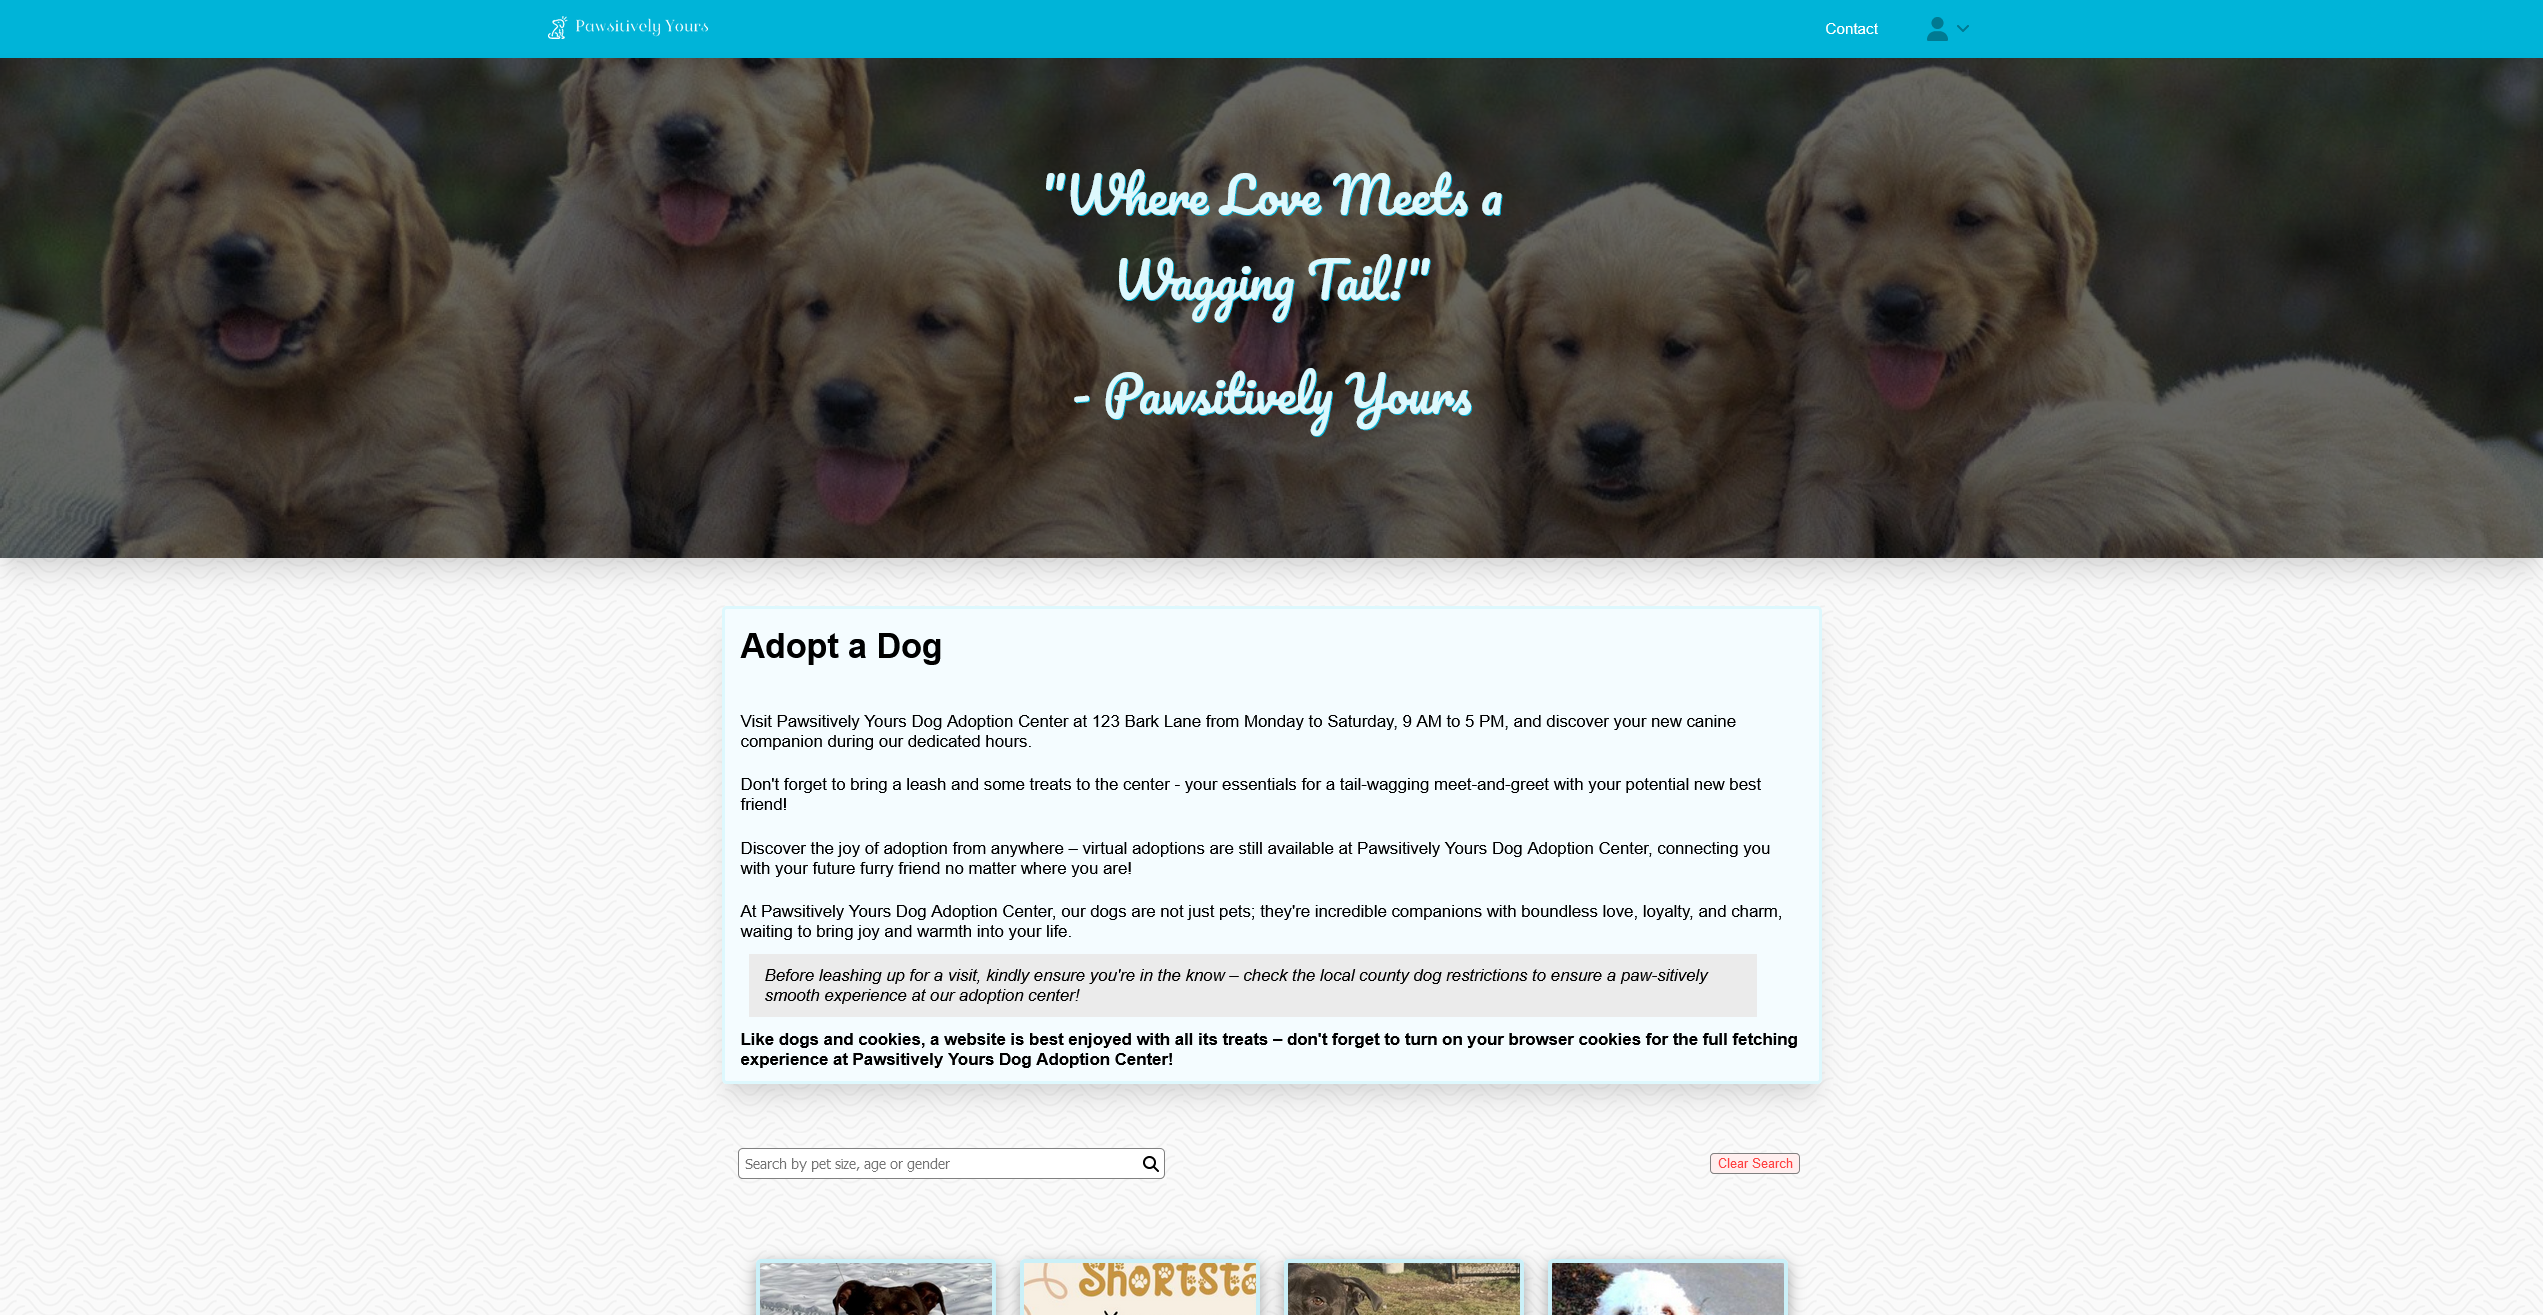 Pawsitively Yours
Contact
"Where Love Meets a
Wagging Tail!"
- Pawsitively Yours
Adopt a Dog
Visit Pawsitively Yours Dog Adoption Center at 123 Bark Lane from Monday to Saturday, 9 AM to 5 PM, and discover your new canine
companion during our dedicated hours.
Don't forget to bring a leash and some treats to the center - your essentials for a tail-wagging meet-and-greet with your potential new best
friend!
Discover the joy of adoption from anywhere – virtual adoptions are still available at Pawsitively Yours Dog Adoption Center, connecting you
with your future furry friend no matter where you are!
At Pawsitively Yours Dog Adoption Center, our dogs are not just pets; they're incredible companions with boundless love, loyalty, and charm,
waiting to bring joy and warmth into your life.
Before leashing up for a visit, kindly ensure you're in the know – check the local county dog restrictions to ensure a paw-sitively
smooth experience at our adoption center!
Like dogs and cookies, a website is best enjoyed with all its treats – don't forget to turn on your browser cookies for the full fetching
experience at Pawsitively Yours Dog Adoption Center!
Search by pet size, age or gender
Clear Search